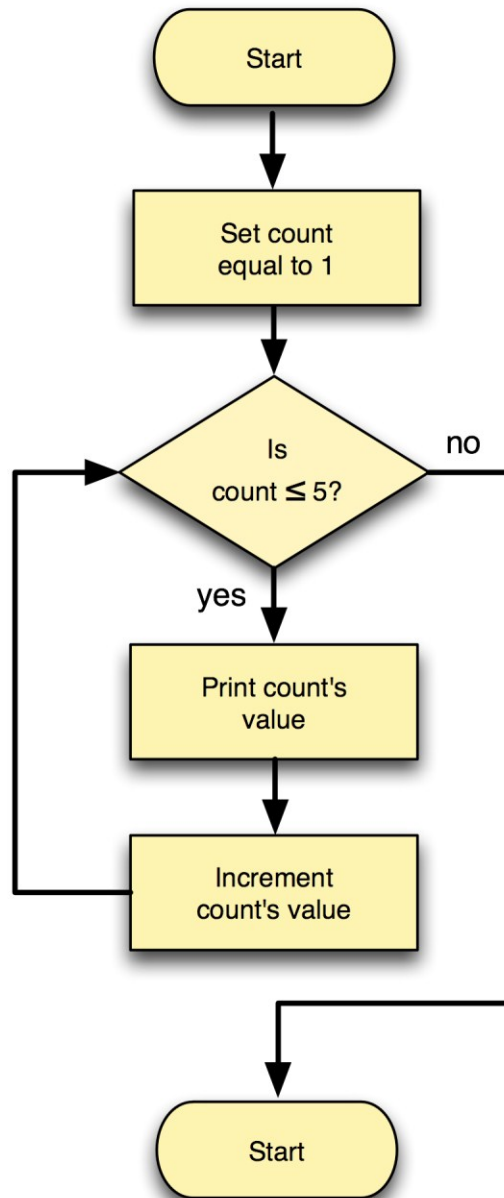 Start
Set count
equal to 1
Is
count ≤ 5?
no
yes
Print count's
value
Increment
count's value
Start